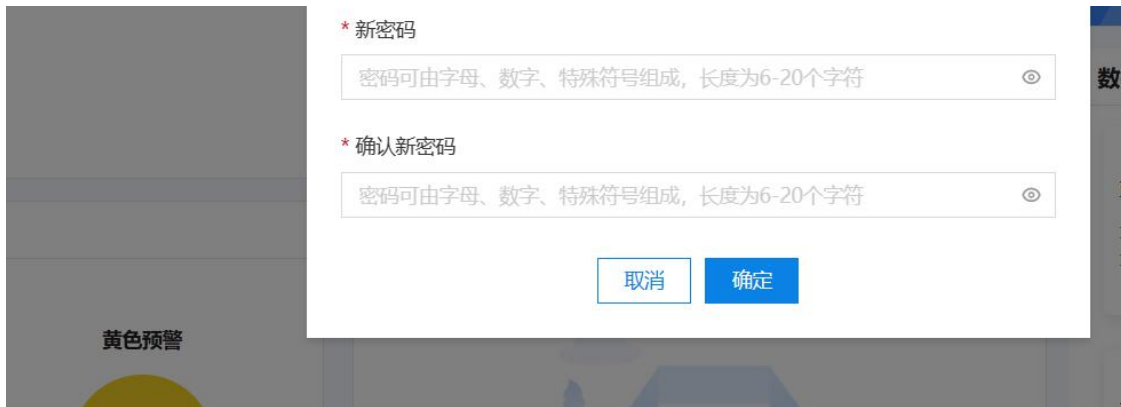 * 新密码
密码可由字母、数字、特殊符号组成，长度为6-20个字符
数
* 确认新密码
密码可由字母、数字、特殊符号组成，长度为6-20个字符
取消 确定
黄色预警